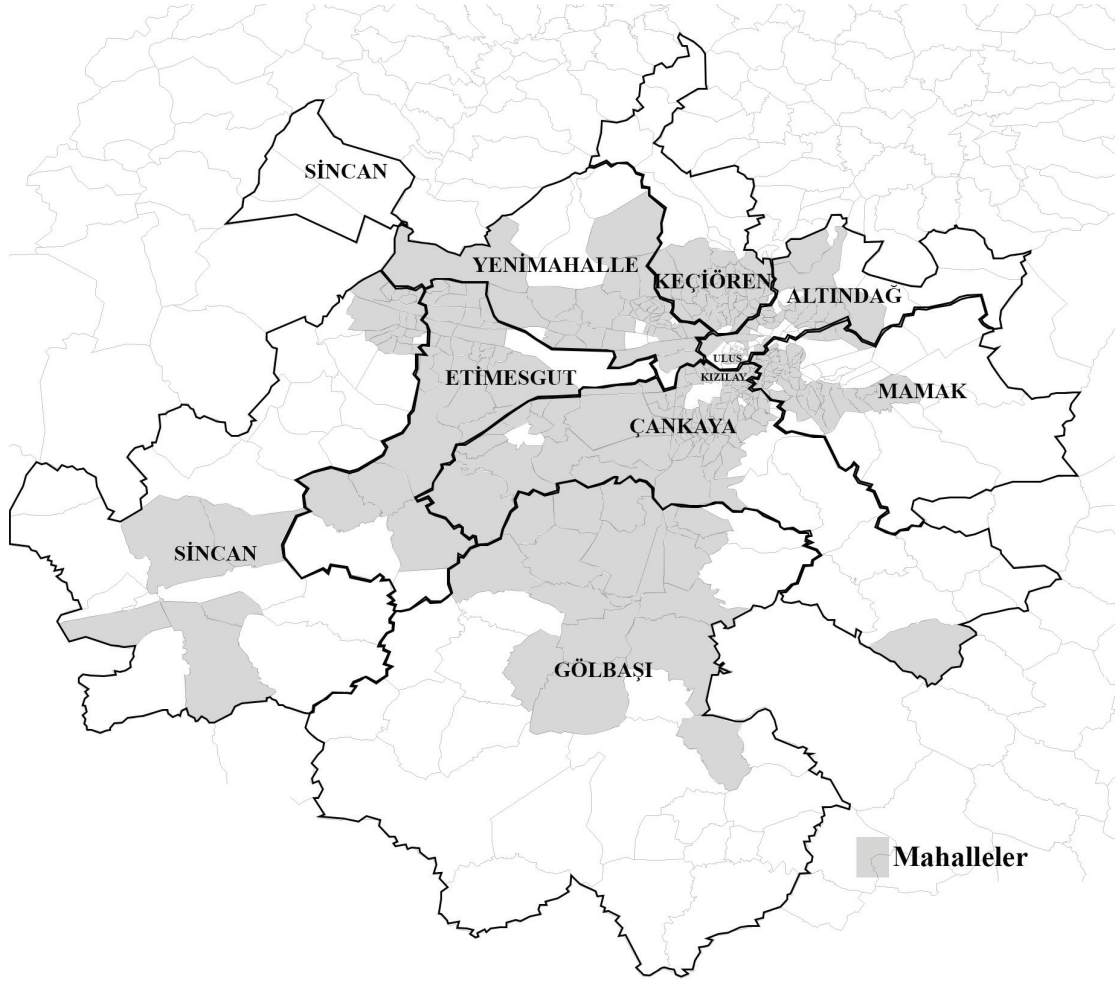 SİNCAN
YENİMAHALLE
KEÇİÖREN
ALTINDAĞ
ULUS
KIZILAY
ETİMESGUT
MAMAK
ÇANKAYA
SİNCAN
GÖLBAŞI
Mahalleler